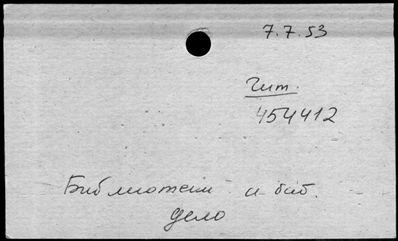 7.7.53
Чит.
454412
Библиотеки и биб.
дело